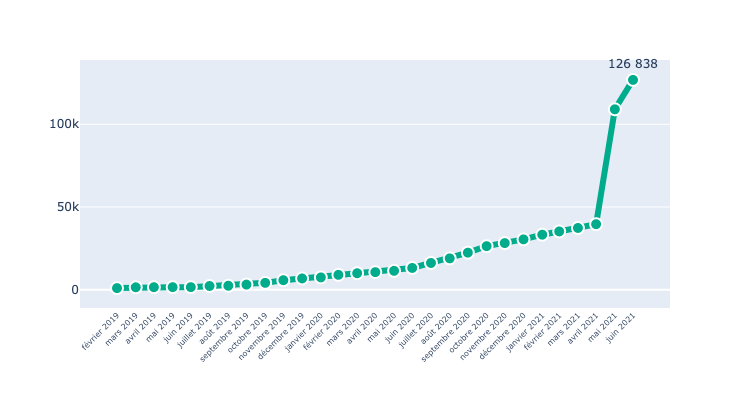 126 838
100k
50k
0
février 2019
mars 2019
avril 2019
mai 2019
juin 2019
juillet 2019
août 2019
septembre 2019
octobre 2019
novembre 2019
décembre 2019
janvier 2020
février 2020
mars 2020
avril 2020
mai 2020
juin 2020
juillet 2020
août 2020
septembre 2020
octobre 2020
novembre 2020
décembre 2020
janvier 2021
février 2021
mars 2021
avril 2021
mai 2021
juin 2021